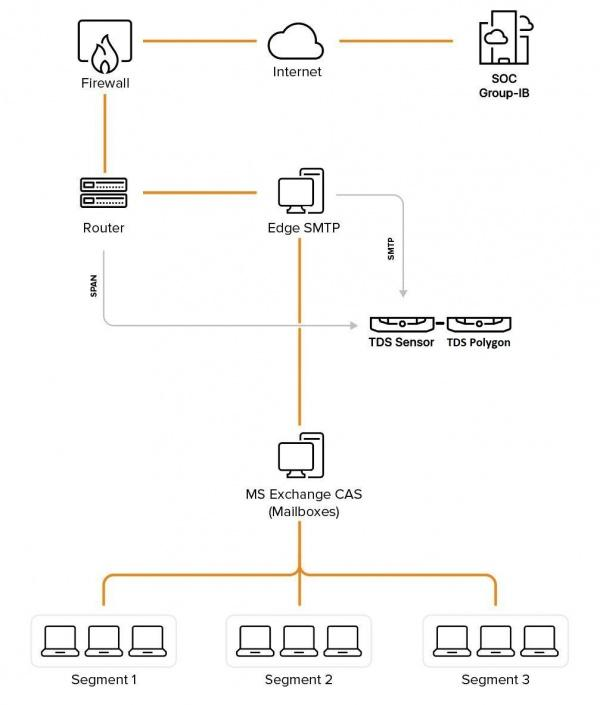 Firewall
Internet
SOC
Group-IB
Router
Edge SMTP
SMTP
SPAN
TDS Sensor
TDS Polygon
MS Exchange CAS
(Mailboxes)
Segment 1
Segment 2
Segment 3